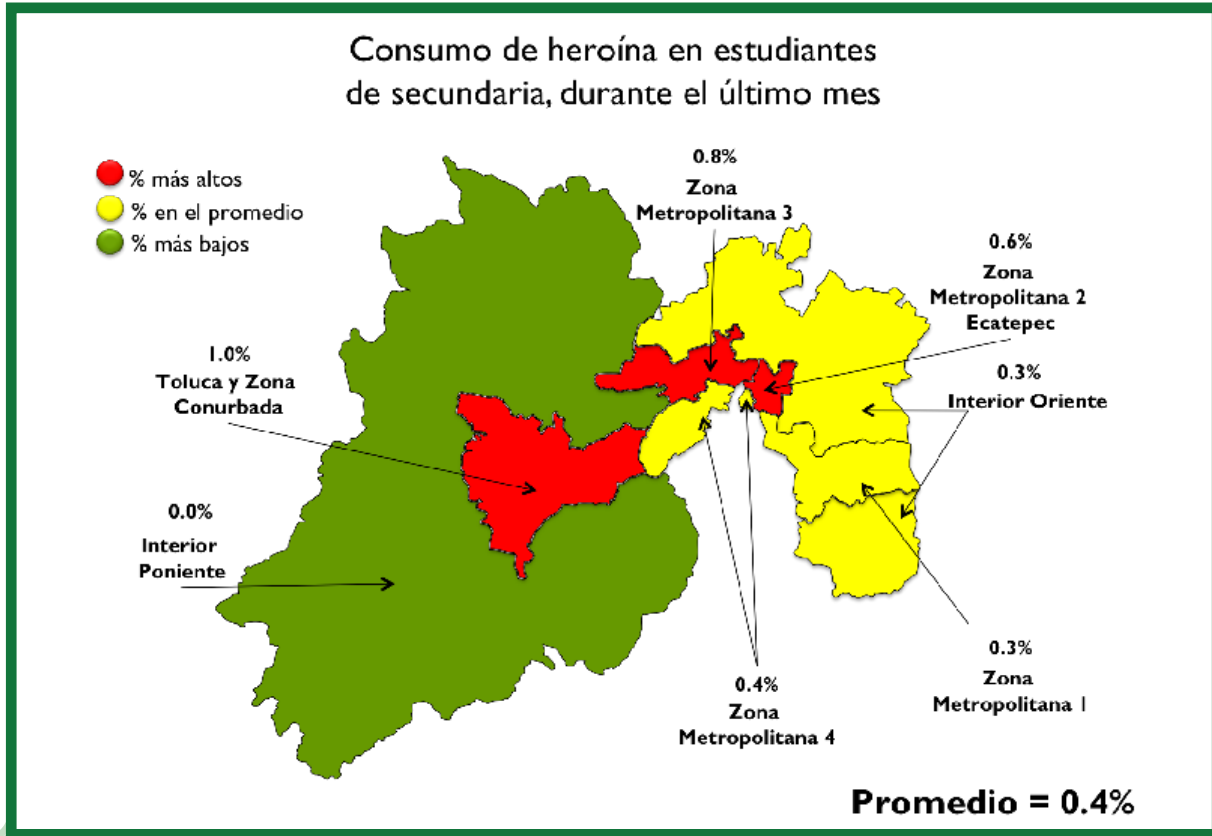 Consumo de heroína en estudiantes
de secundaria, durante el último mes
% más altos
% en el promedio
% más bajos
0.8%
Zona
Metropolitana 3
0.6%
Zona
Metropolitana 2
Ecatepec
0.3%
Interior Oriente
1.0%
Toluca y Zona
Conurbada
0.0%
Interior
Poniente
0.4%
Zona
Metropolitana 4
0.3%
Zona
Metropolitana 1
Promedio = 0.4%